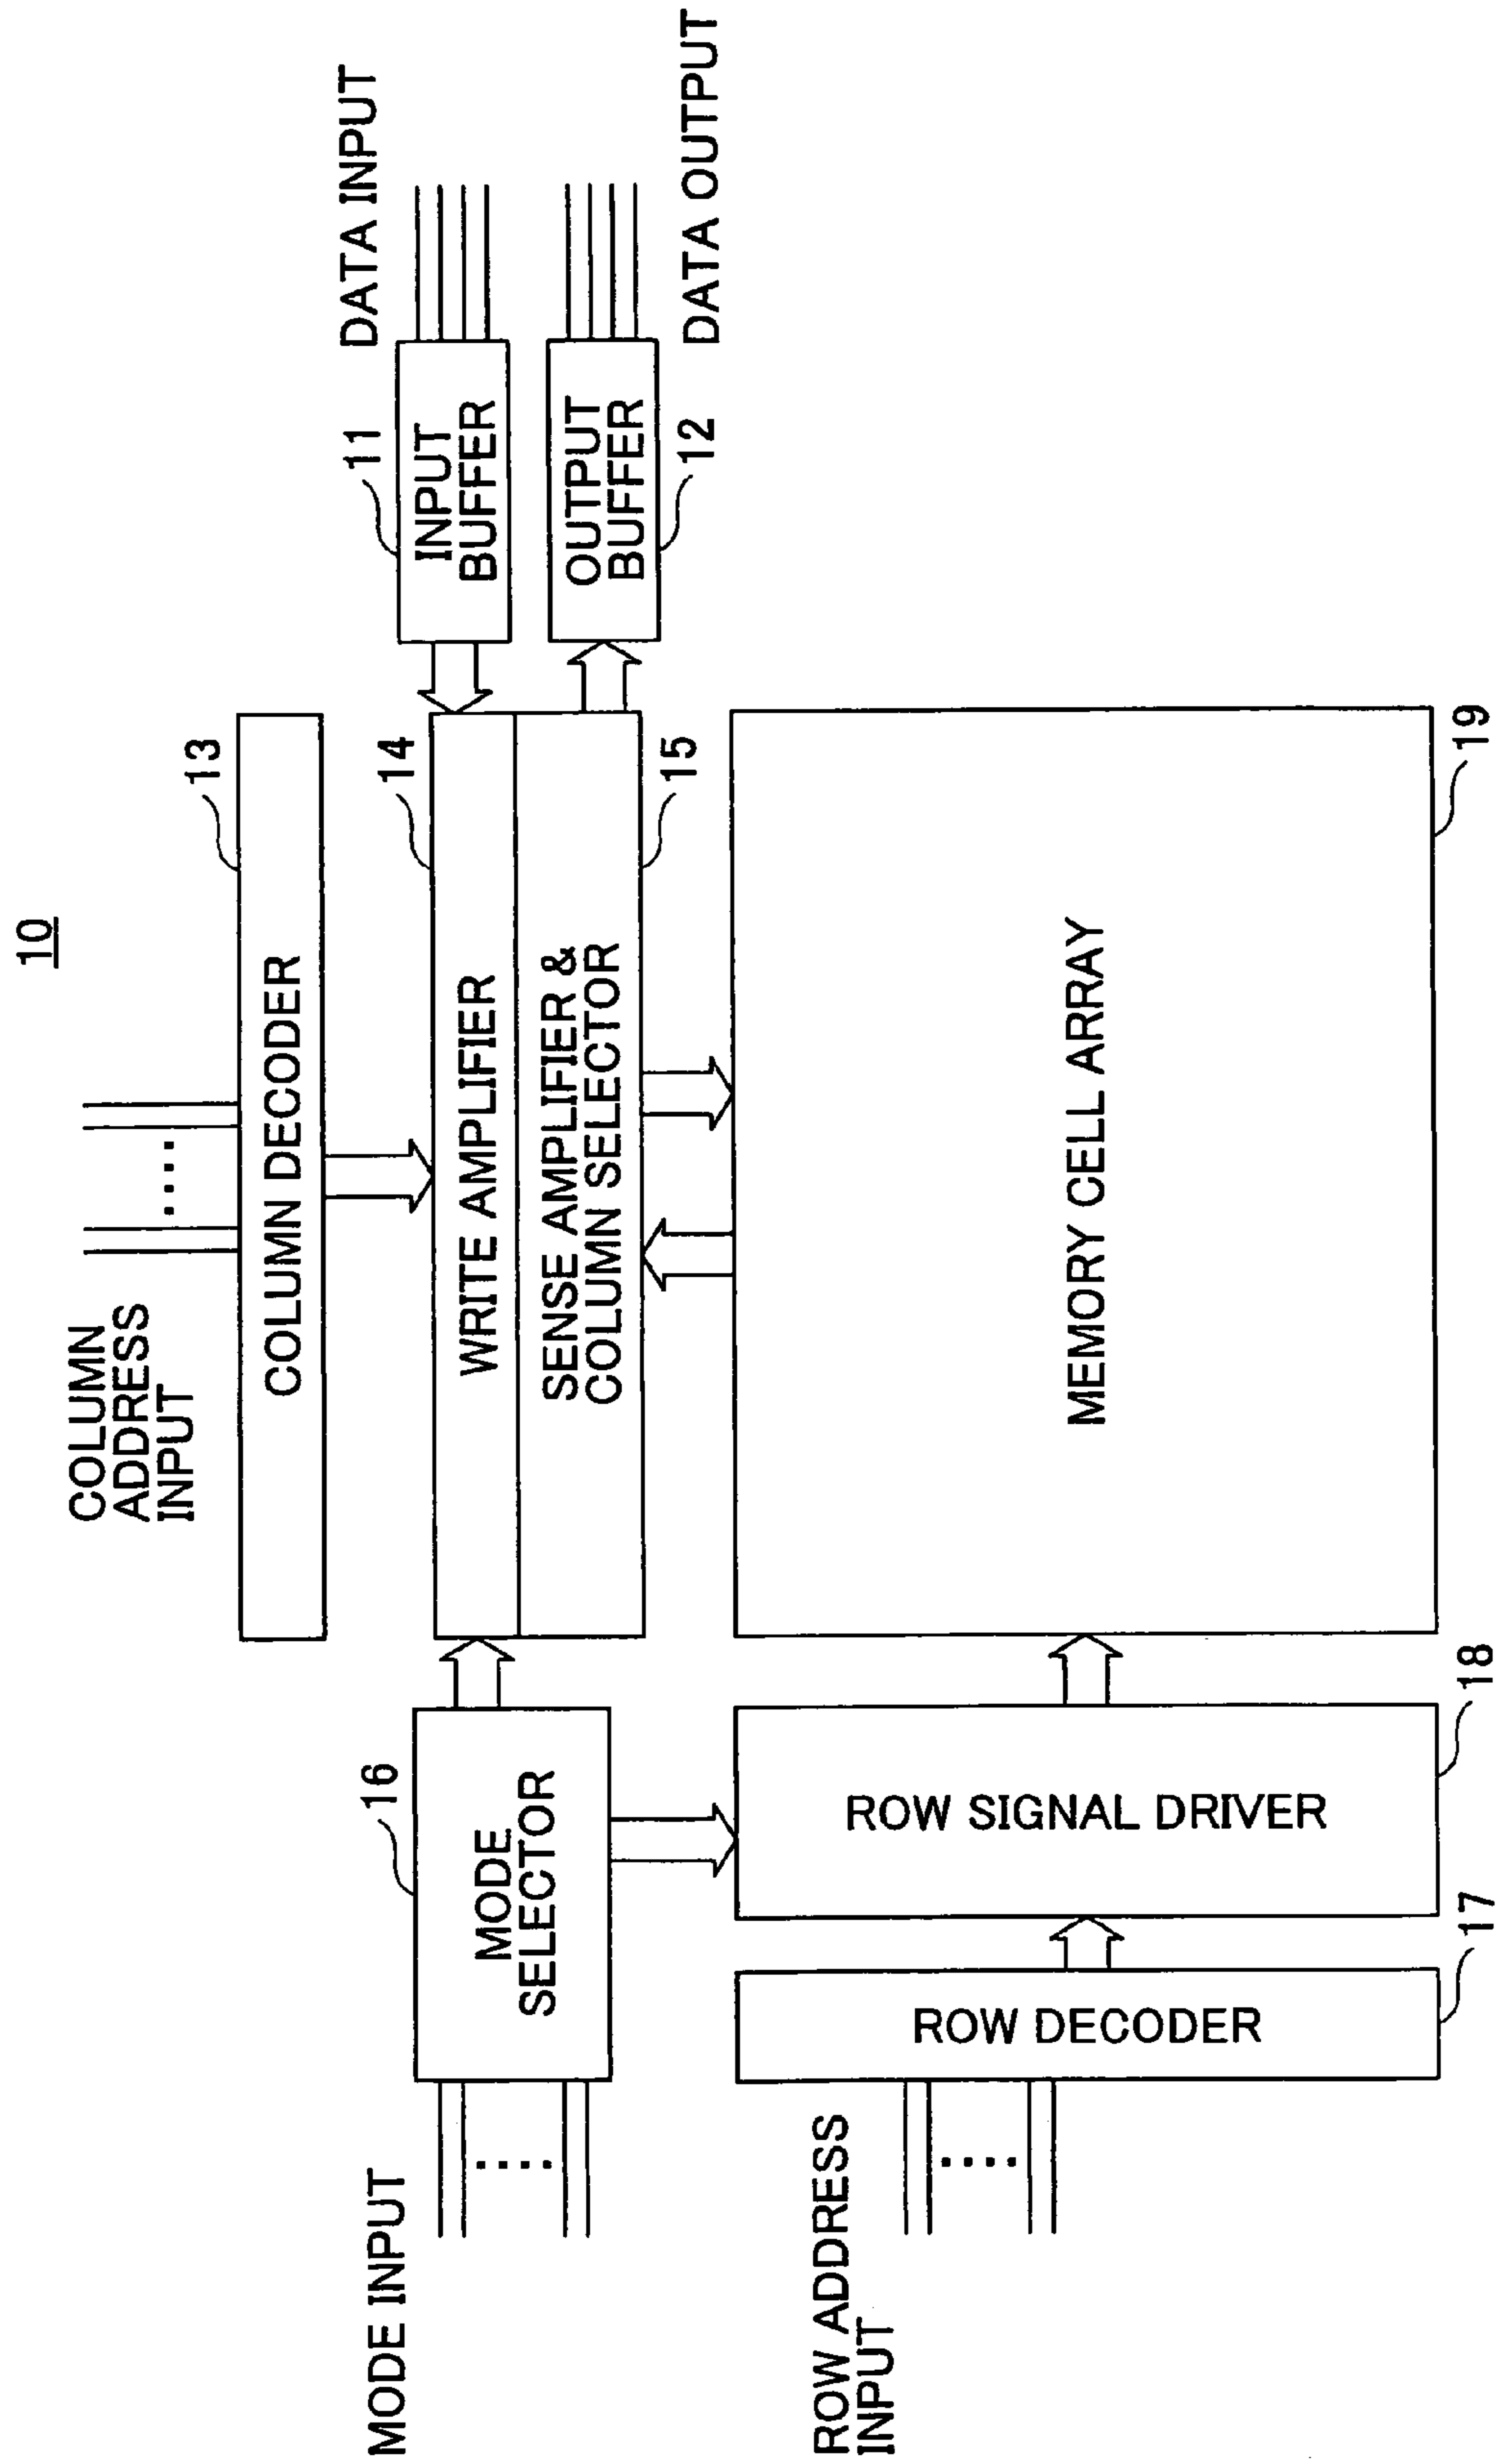 10
COLUMN
ADDRESS
INPUT
13
COLUMN DECODER
DATA INPUT
11
INPUT
BUFFER
14
WRITE AMPLIFIER
SENSE AMPLIFIER &
COLUMN SELECTOR
15
OUTPUT
BUFFER
12
DATA OUTPUT
MODE INPUT
16
MODE
SELECTOR
MEMORY CELL ARRAY
19
ROW SIGNAL DRIVER
18
ROW DECODER
17
ROW ADDRESS
INPUT